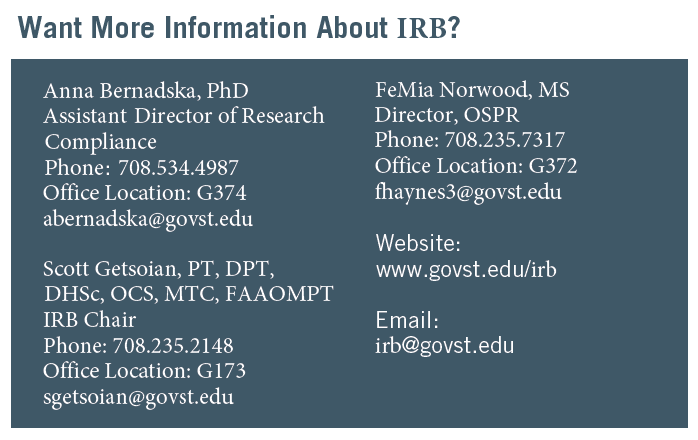 Want More Information About IRB?
Anna Bernadska, PhD
Assistant Director of Research
Compliance
Phone: 708.534.4987
Office Location: G374
abernadska@govst.edu
Scott Getsoian, PT, DPT,
DHSc, OCS, MTC, FAAOMPT
IRB Chair
Phone: 708.235.2148
Office Location: G173
sgetsoian@govst.edu
FeMia Norwood, MS
Director, OSPR
Phone: 708.235.7317
Office Location: G372
fhaynes3@govst.edu
Website:
www.govst.edu/irb
Email:
irb@govst.edu